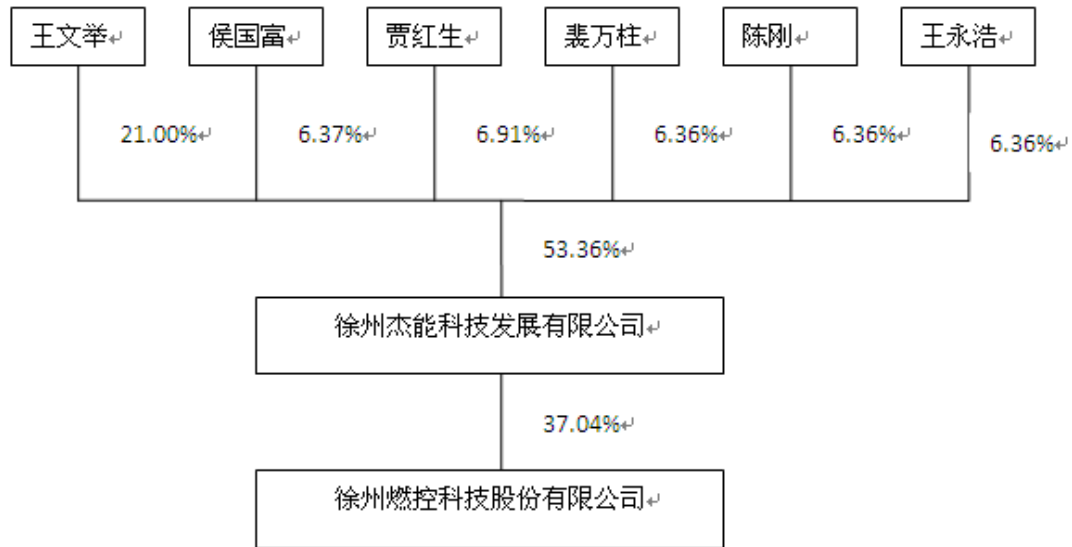 王文举
侯国富
贾红生
裴万柱
陈刚
王永浩
21.00%
6.37%
6.91%
6.36%
6.36%
6.36%
53.36%
徐州杰能科技发展有限公司
37.04%
徐州燃控科技股份有限公司